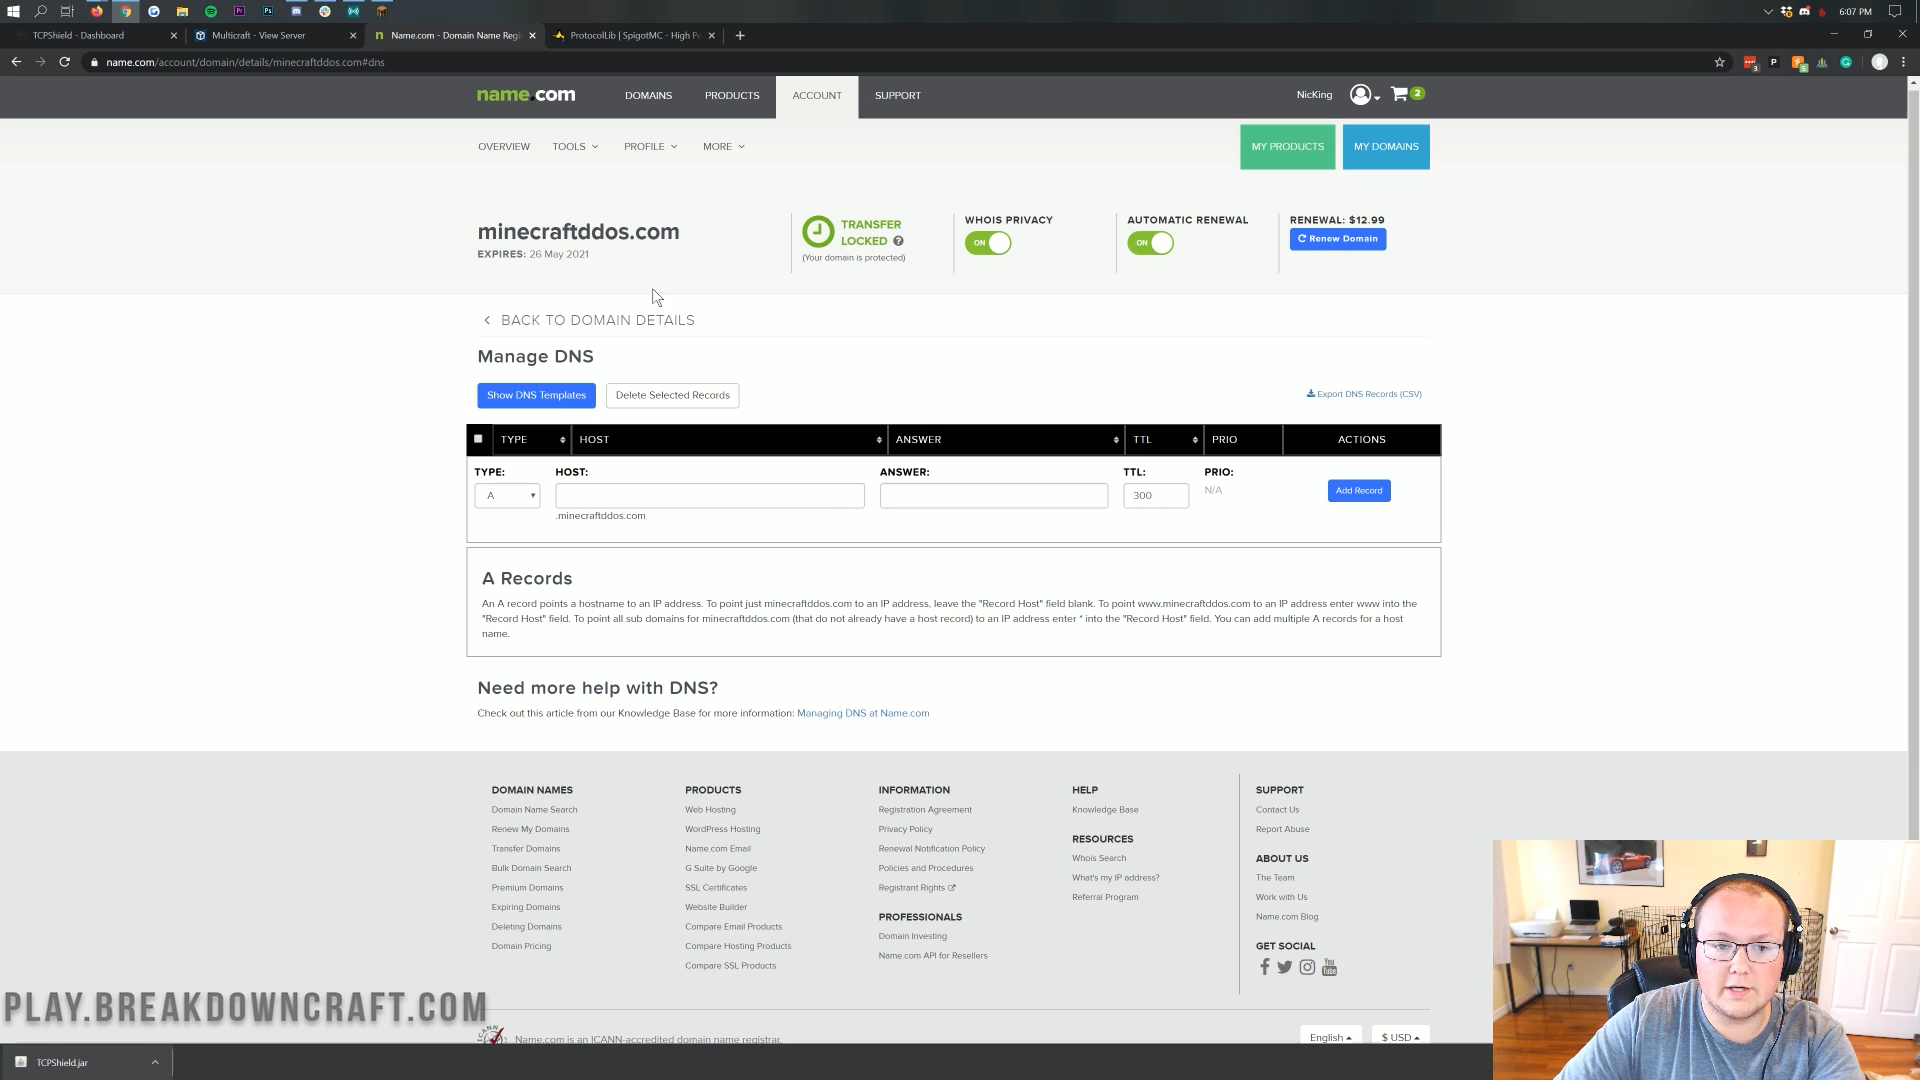 6:07 PM
TCPShield - Dashboard
Multicraft - View Server
Name.com - Domain Name Regi
ProtocolLib | SpigotMC - High P
name.com/account/domain/details/minecraftddos.com#dns
name.com
DOMAINS
PRODUCTS
ACCOUNT
SUPPORT
NicKing
2
OVERVIEW
TOOLS
PROFILE
MORE
MY PRODUCTS
MY DOMAINS
minecraftddos.com
EXPIRES: 26 May 2021
TRANSFER
LOCKED
(Your domain is protected)
WHOIS PRIVACY
ON
AUTOMATIC RENEWAL
ON
RENEWAL: $12.99
Renew Domain
BACK TO DOMAIN DETAILS
Manage DNS
Show DNS Templates
Delete Selected Records
Export DNS Records (CSV)
TYPE
HOST
ANSWER
TTL
PRIO
ACTIONS
TYPE:
HOST:
ANSWER:
TTL:
PRIO:
A
300
N/A
Add Record
.minecraftddos.com
A Records
An A record points a hostname to an IP address. To point just minecraftddos.com to an IP address, leave the "Record Host" field blank. To point www.minecraftddos.com to an IP address enter www into the
"Record Host" field. To point all sub domains for minecraftddos.com (that do not already have a host record) to an IP address enter * into the "Record Host" field. You can add multiple A records for a host
name.
Need more help with DNS?
Check out this article from our Knowledge Base for more information: Managing DNS at Name.com
DOMAIN NAMES
Domain Name Search
Renew My Domains
Transfer Domains
Bulk Domain Search
Premium Domains
Expiring Domains
Deleting Domains
Domain Pricing
PRODUCTS
Web Hosting
WordPress Hosting
Name.com Email
G Suite by Google
SSL Certificates
Website Builder
Compare Email Products
Compare Hosting Products
Compare SSL Products
INFORMATION
Registration Agreement
Privacy Policy
Renewal Notification Policy
Policies and Procedures
Registrant Rights
PROFESSIONALS
Domain Investing
Name.com API for Resellers
HELP
Knowledge Base
RESOURCES
Whois Search
What's my IP address?
Referral Program
SUPPORT
Contact Us
Report Abuse
ABOUT US
The Team
Work with Us
Name.com Blog
GET SOCIAL
You
Tube
PLAY.BREAKDOWNCRAFT.COM
ICANN
Name.com is an ICANN-accredited domain name registrar.
English
$ USD
TCPShield.jar